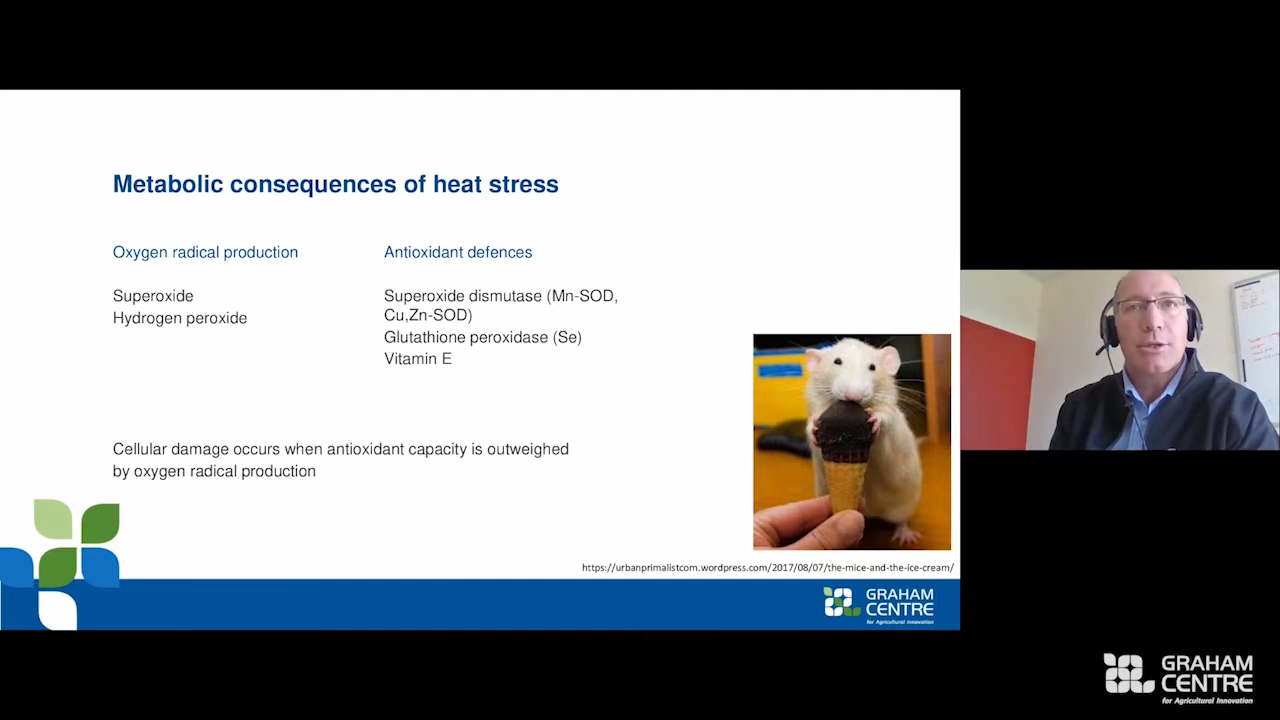 Metabolic consequences of heat stress
Oxygen radical production
Superoxide
Hydrogen peroxide
Antioxidant defences
Superoxide dismutase (Mn-SOD,
Cu,Zn-SOD)
Glutathione peroxidase (Se)
Vitamin E
Cellular damage occurs when antioxidant capacity is outweighed
by oxygen radical production
https://urbanprimalistcom.wordpress.com/2017/08/07/the-mice-and-the-ice-cream/
GRAHAM
CENTRE
for Agricultural Innovation
GRAHAM
CENTRE
for Agricultural Innovation